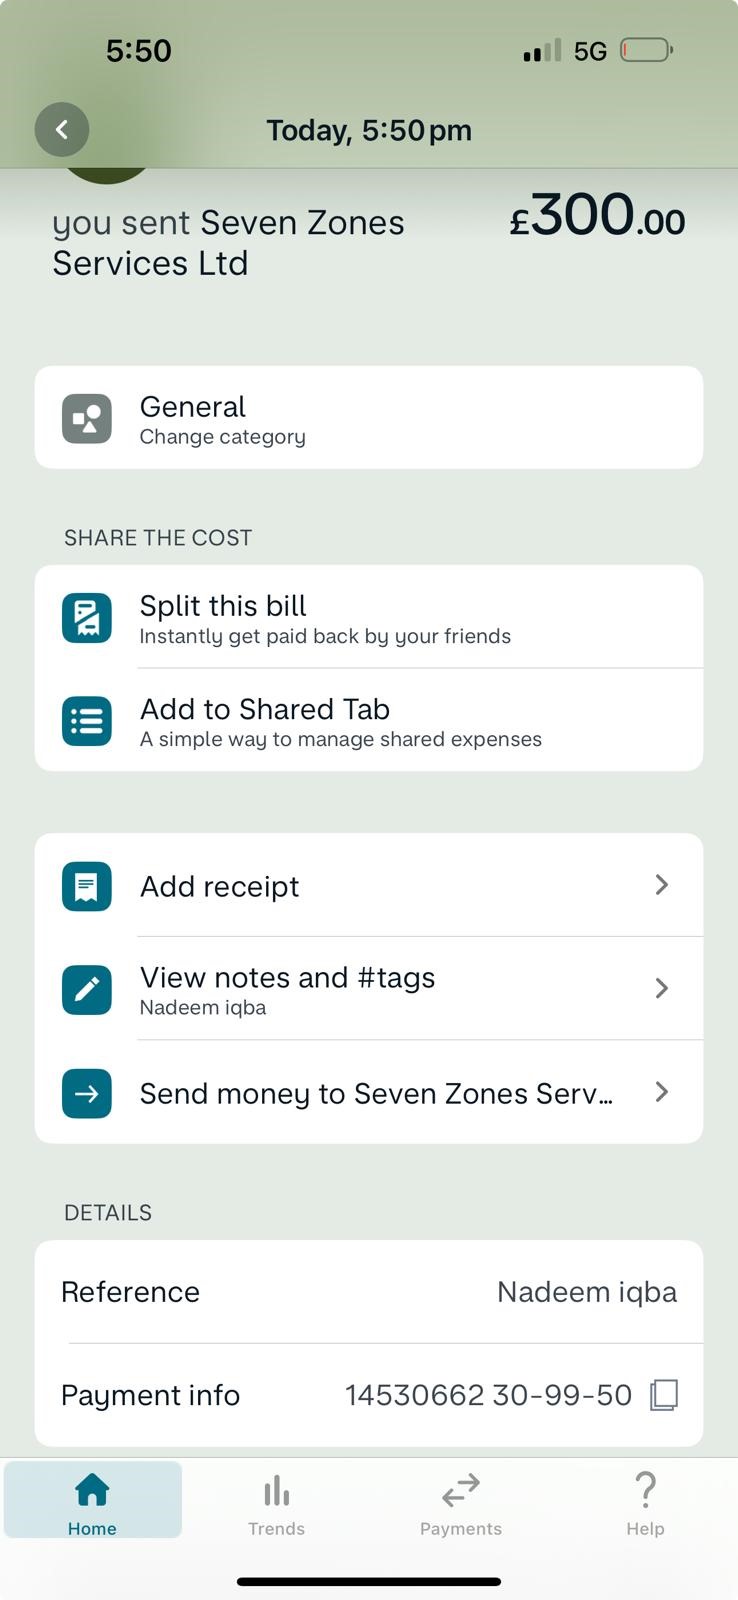 5:50
5G
Today, 5:50pm
you sent Seven Zones
Services Ltd
£300.00
General
Change category
SHARE THE COST
Split this bill
Instantly get paid back by your friends
Add to Shared Tab
A simple way to manage shared expenses
Add receipt
View notes and #tags
Nadeem iqba
Send money to Seven Zones Serv...
DETAILS
Reference Nadeem iqba
Payment info 14530662 30-99-50
Home Trends Payments Help